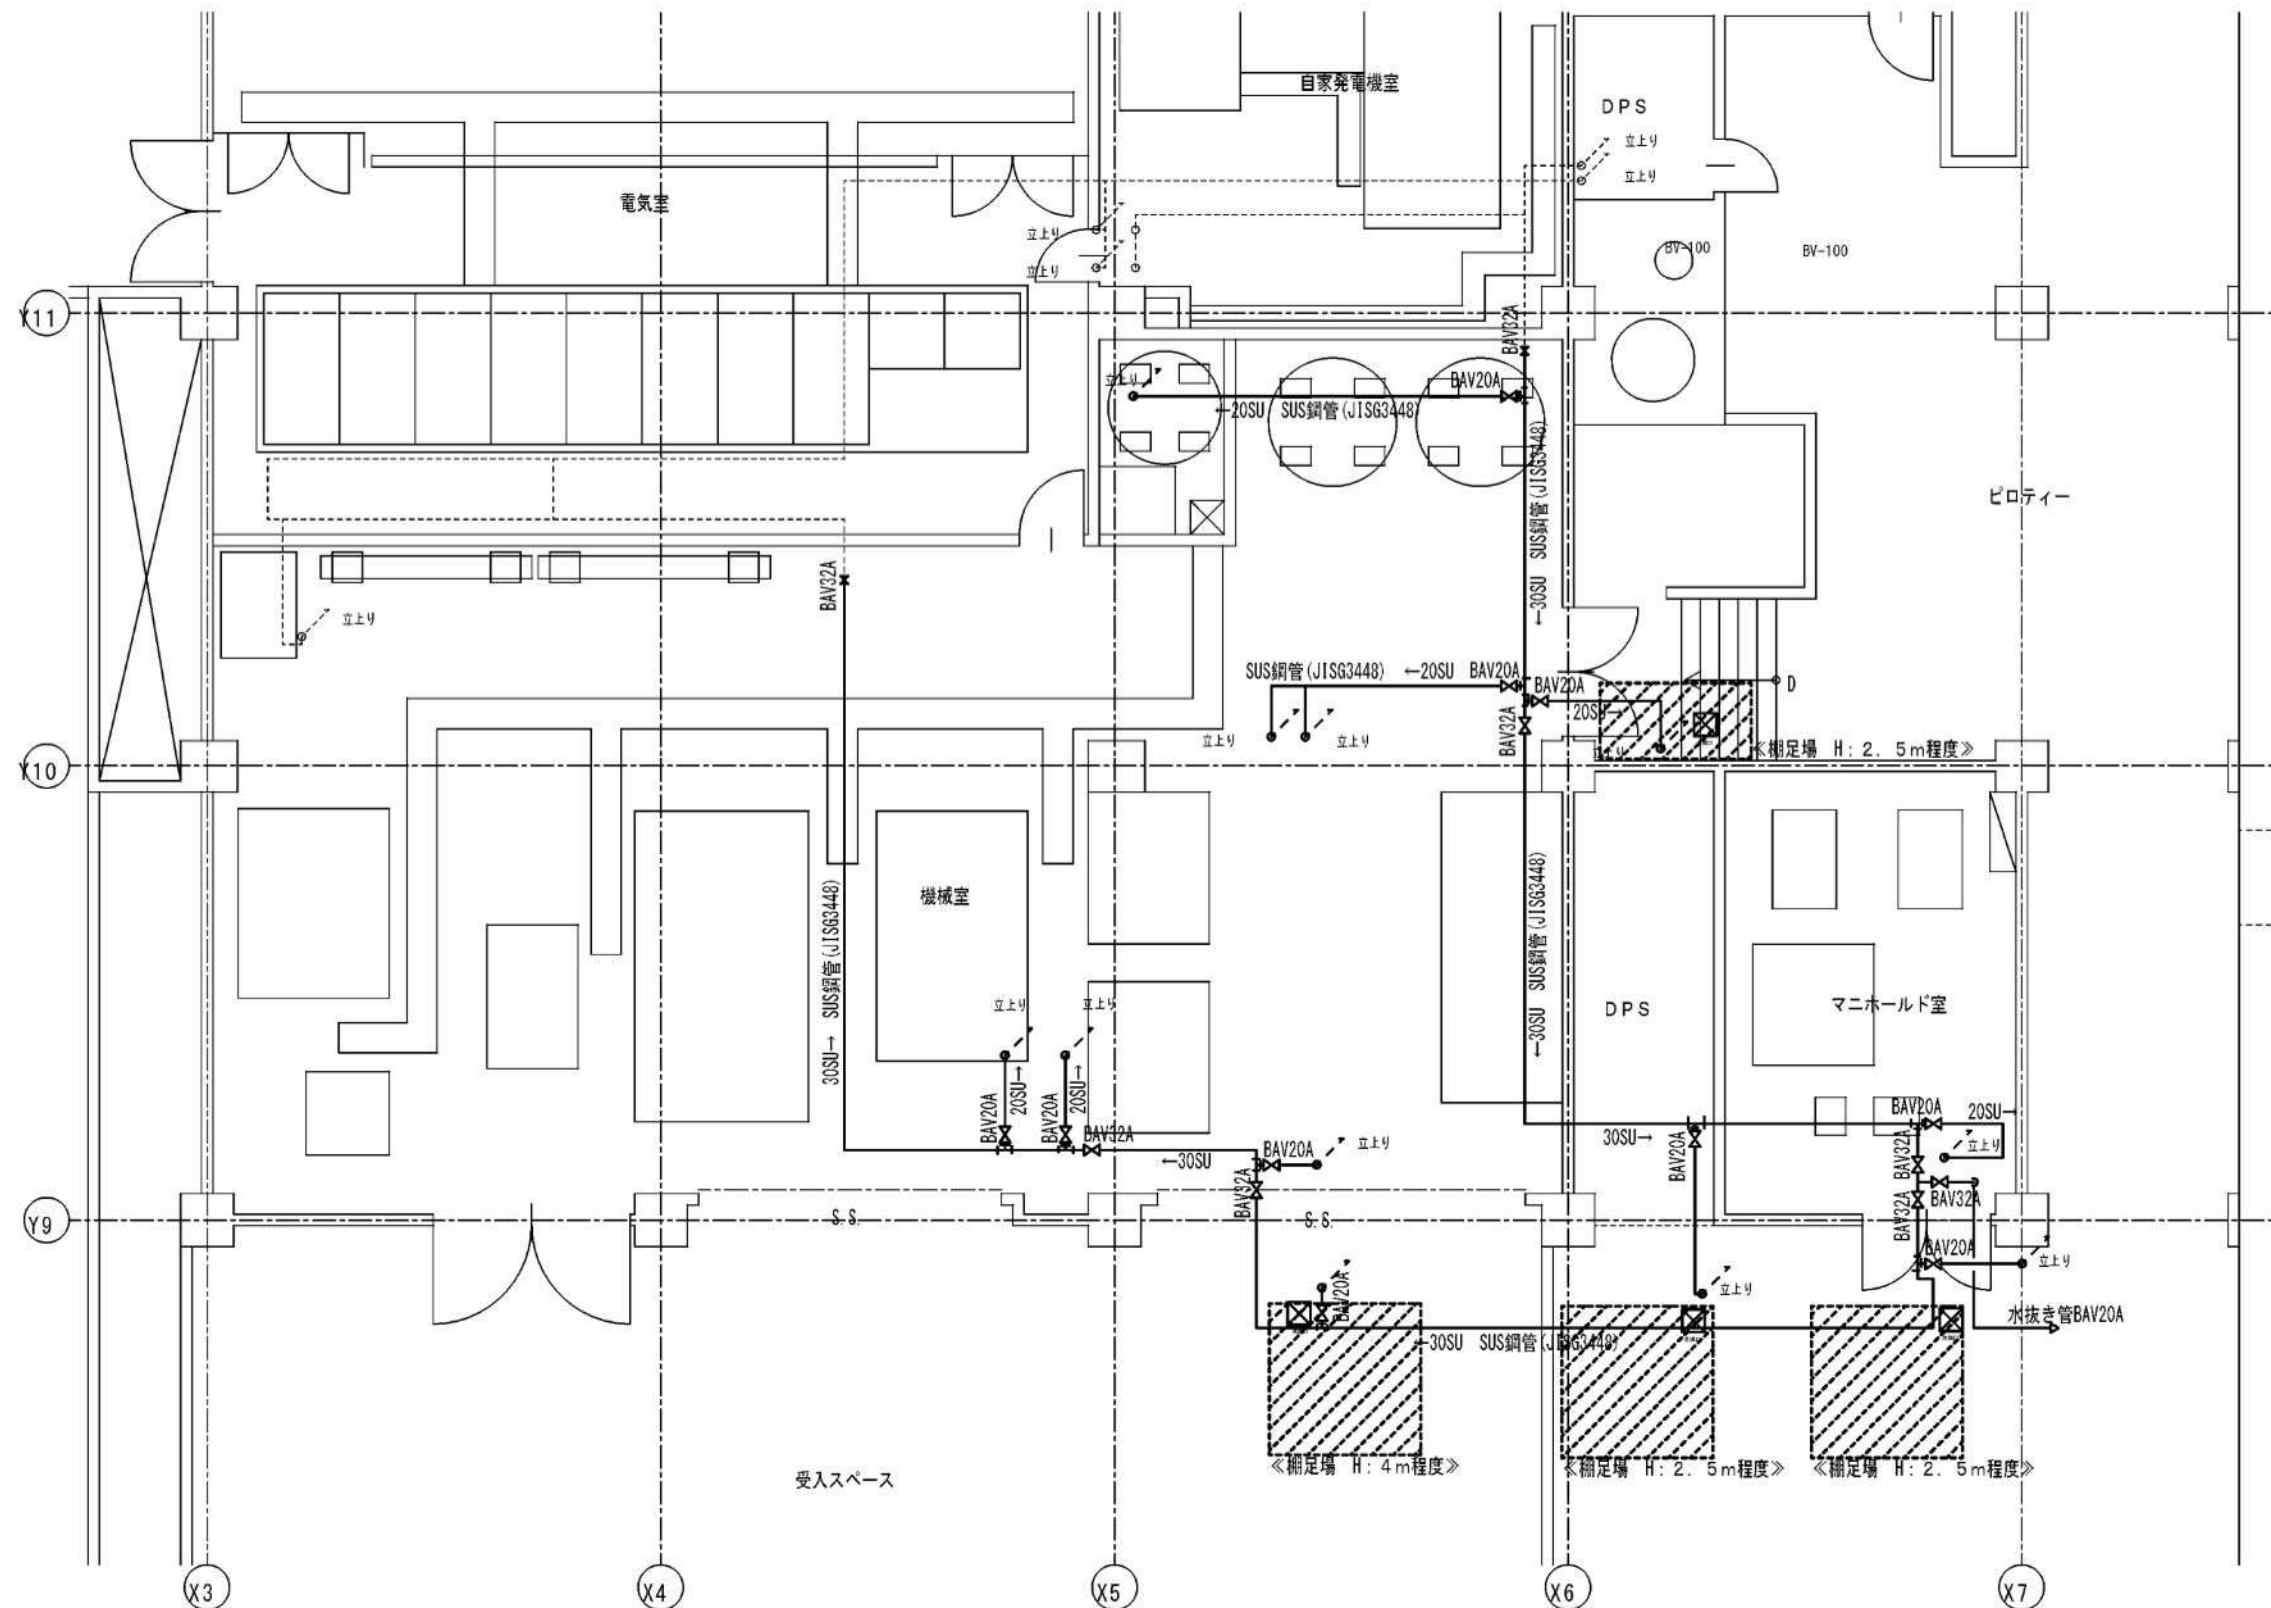 自家発電機室
DPS
立上り
立上り
電気室
立上り
立上り
BV-100
BV-100
Y11
BAV32A
立上り
BAV20A
←20SU SUS鋼管(JISG3448)
←30SU SUS鋼管(JISG3448)
ピロティー
BAV32A
立上り
SUS鋼管(JISG3448) ←20SU BAV20A
BAV20A
20SU→
D
立上り
立上り
BAV32A
立上り
≪棚足場 H:2.5m程度≫
Y10
30SU→ SUS鋼管(JISG3448)
機械室
←30SU SUS鋼管(JISG3448)
立上り
立上り
DPS
マニホールド室
BAV20A
20SU→
BAV20A
20SU→
BAV32A
←30SU
BAV20A
立上り
BAV32A
30SU→
BAV20A
BAV20A
20SU→
BAV32A
立上り
BAV32A
BAV32A
Y9
S.S.
S.S.
BAV20A
立上り
BAV20A
立上り
水抜き管BAV20A
←30SU SUS鋼管(JISG3448)
≪棚足場 H:4m程度≫
≪棚足場 H:2.5m程度≫
≪棚足場 H:2.5m程度≫
受入スペース
X3
X4
X5
X6
X7